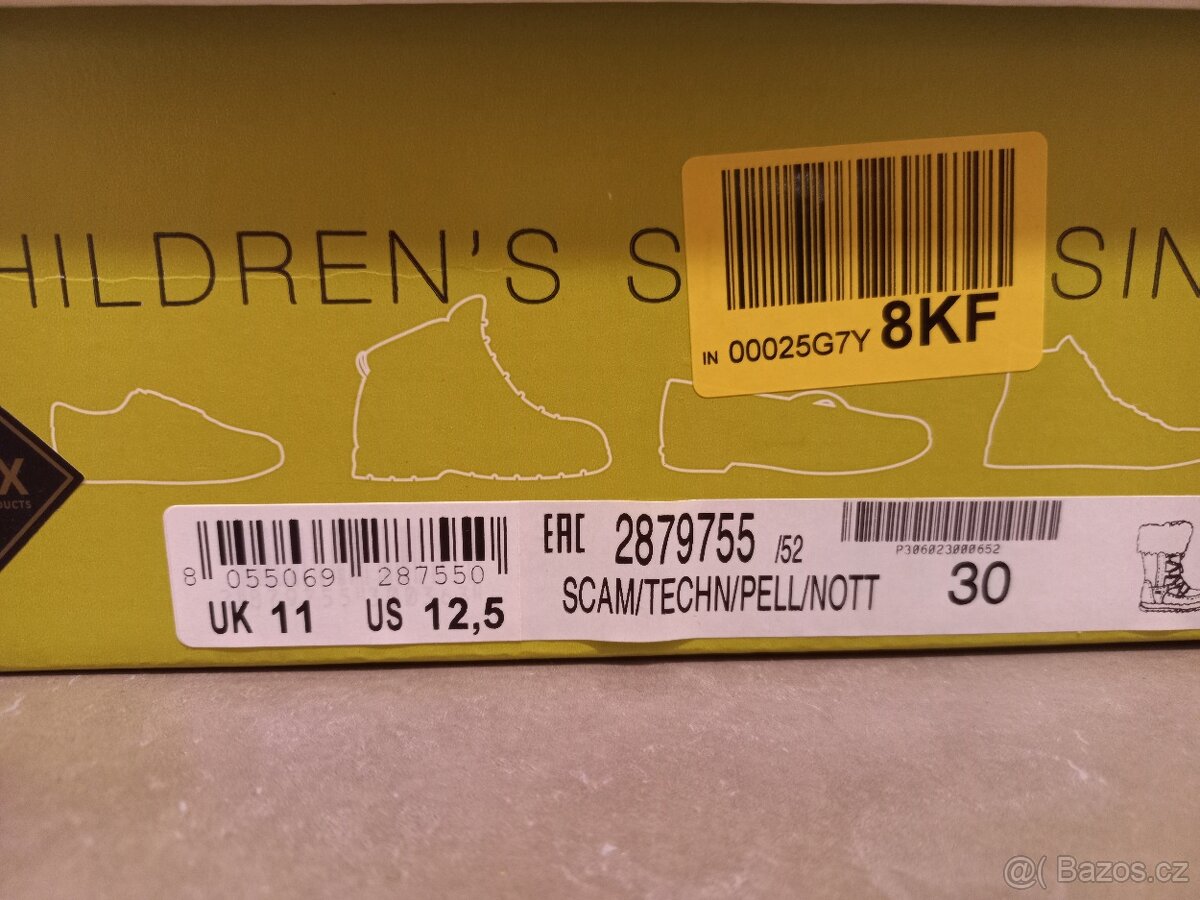 HILDREN'S S SIN
IN 00025G7Y 8KF
X
DUCTS
8 055069 287550
UK 11 US 12,5
EAC 2879755 /52
SCAM/TECHN/PELL/NOTT
P306023000652
30
@( Bazos.cz